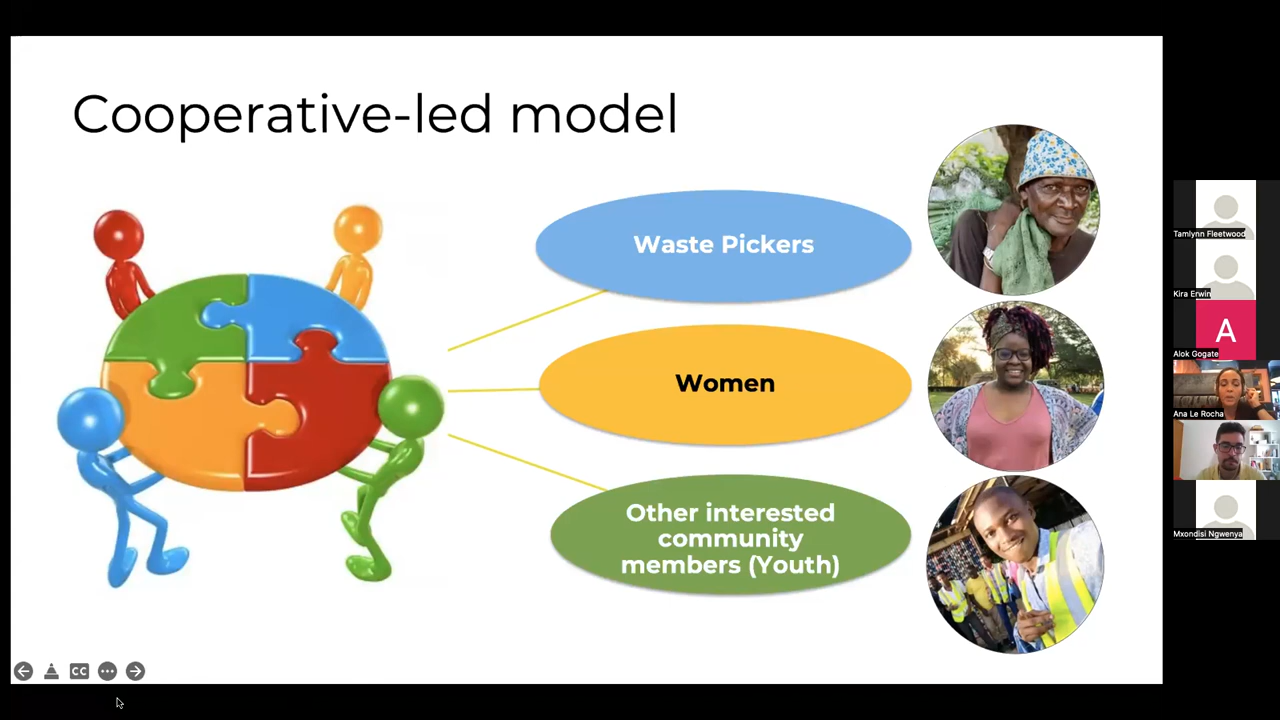 Cooperative-led model
Waste Pickers
Women
Other interested
community
members (Youth)
CC
Tamlynn Fleetwood
Kira Erwin
A
Alok Gogate
Ana Le Rocha
Mxondisi Ngwenya